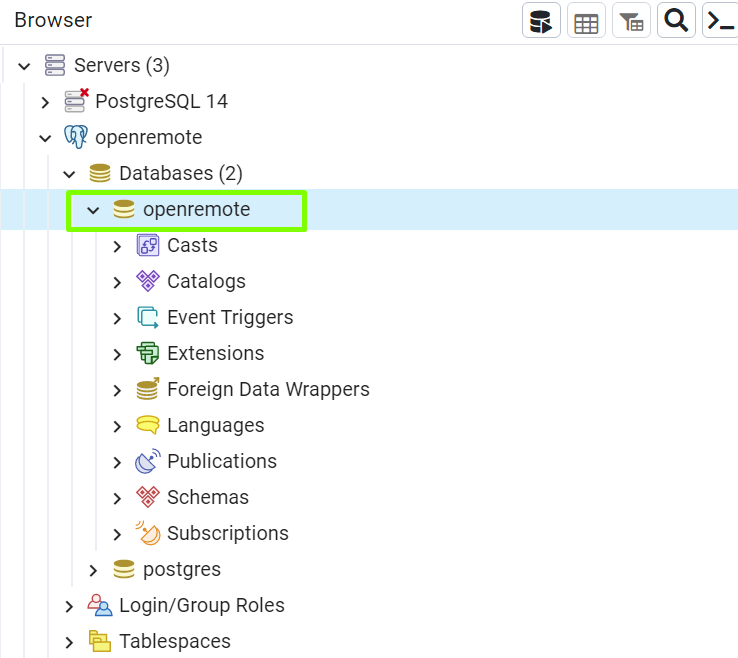 Browser
Servers (3)
PostgreSQL 14
openremote
Databases (2)
openremote
Casts
Catalogs
Event Triggers
Extensions
Foreign Data Wrappers
Languages
Publications
Schemas
Subscriptions
postgres
Login/Group Roles
Tablespaces